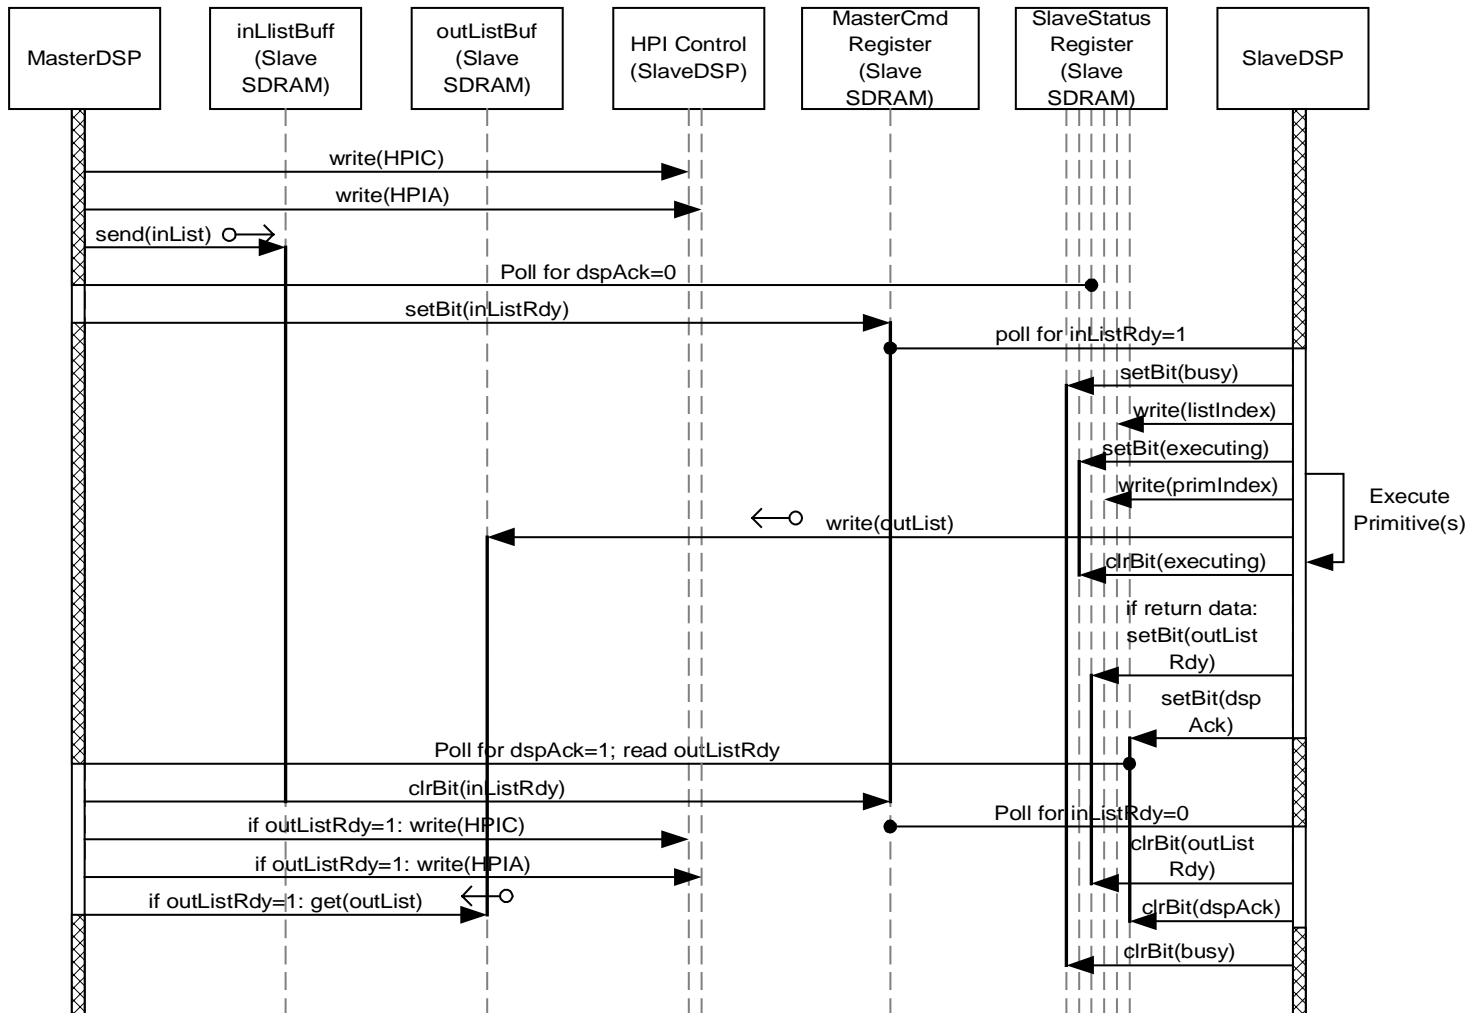 MasterDSP
inLlistBuff
(Slave
SDRAM)
outListBuf
(Slave
SDRAM)
HPI Control
(SlaveDSP)
MasterCmd
Register
(Slave
SDRAM)
SlaveStatus
Register
(Slave
SDRAM)
SlaveDSP
write(HPIC)
write(HPIA)
send(inList)
Poll for dspAck=0
setBit(inListRdy)
poll for inListRdy=1
setBit(busy)
write(listIndex)
setBit(executing)
write(primIndex)
Execute
Primitive(s)
write(outList)
clrBit(executing)
if return data:
setBit(outList
Rdy)
setBit(dsp
Ack)
Poll for dspAck=1; read outListRdy
clrBit(inListRdy)
Poll for inListRdy=0
if outListRdy=1: write(HPIC)
clrBit(outList
Rdy)
if outListRdy=1: write(HPIA)
if outListRdy=1: get(outList)
clrBit(dspAck)
clrBit(busy)